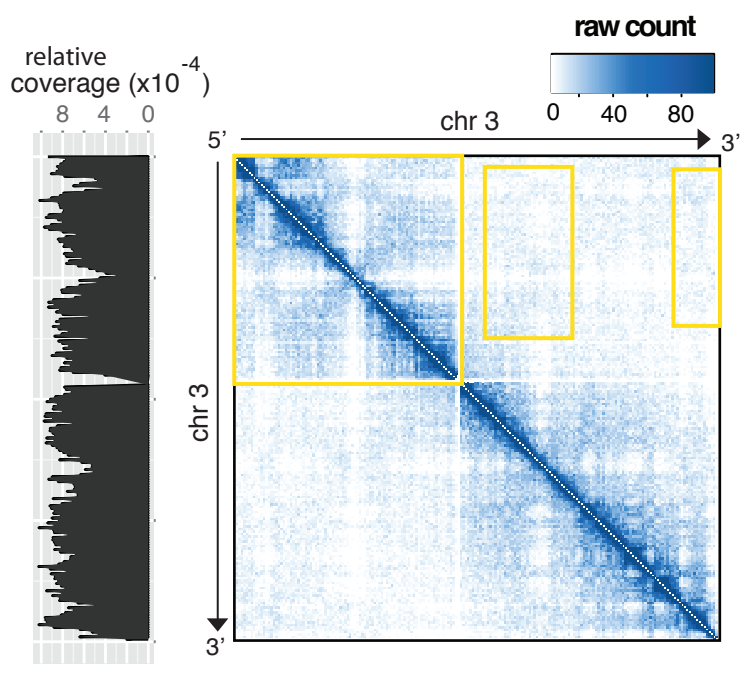 raw count
0 40 80
relative
coverage (x10-4)
8 4 0
chr 3
5’ 3’
chr 3
3’